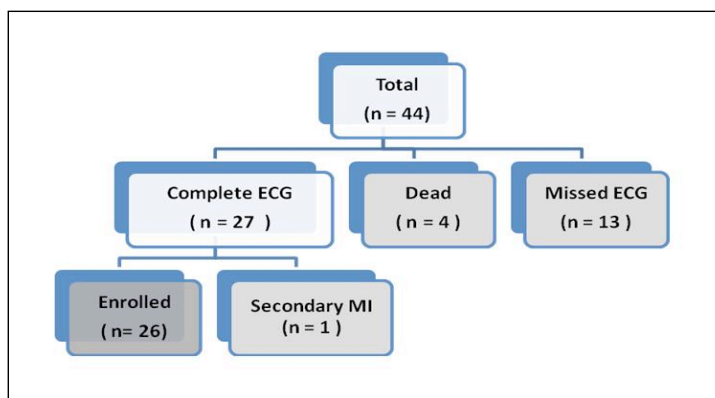 Total
(n = 44)
Complete ECG
( n = 27 )
Dead
( n = 4 )
Missed ECG
(n = 13 )
Enrolled
( n= 26)
Secondary MI
(n = 1 )